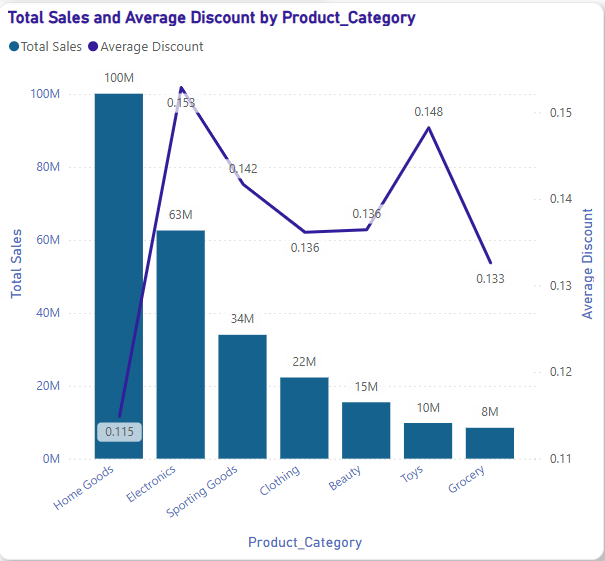 Total Sales and Average Discount by Product_Category
Total Sales Average Discount
100M
0.153
0.148
0.142
0.136
0.136
0.133
63M
34M
22M
15M
10M
8M
0.115
100M
80M
60M
40M
20M
0M
Total Sales
0.15
0.14
0.13
0.12
0.11
Average Discount
Home Goods
Electronics
Sporting Goods
Clothing
Beauty
Toys
Grocery
Product_Category